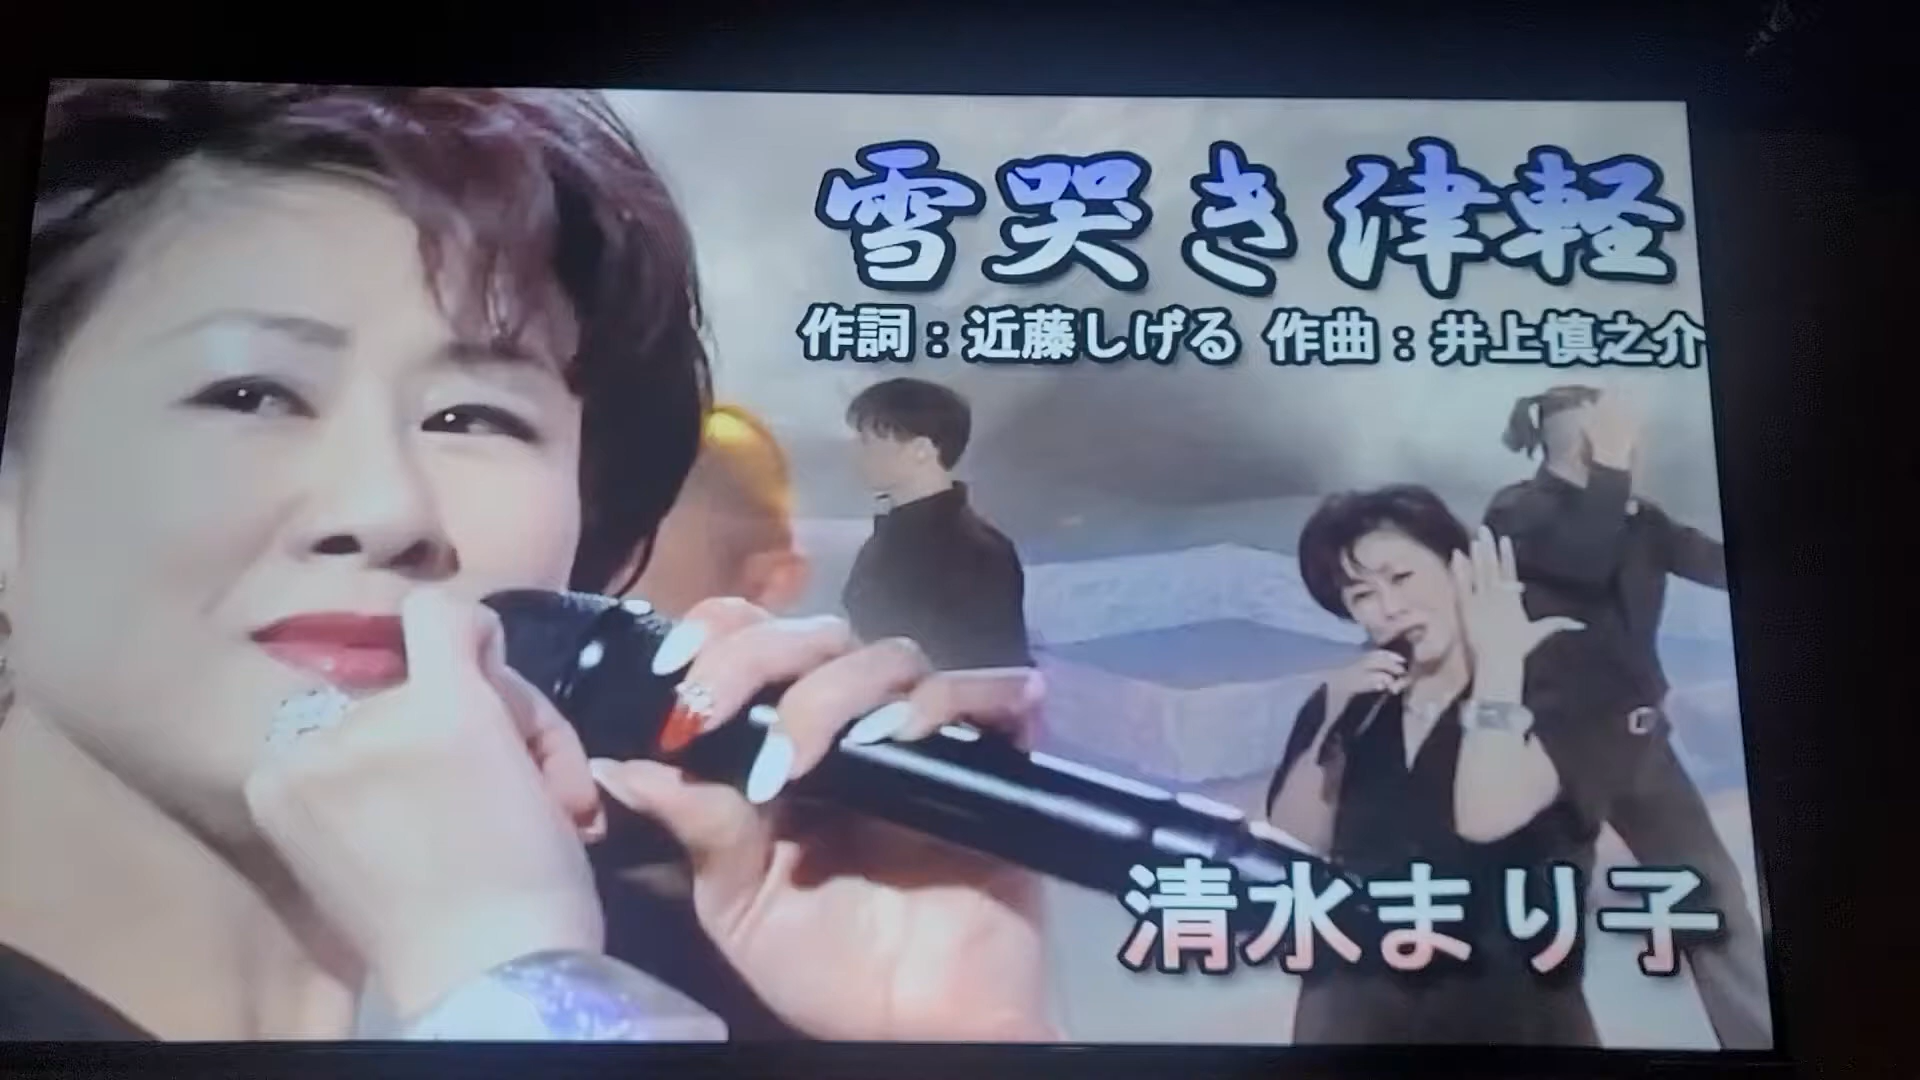 雪哭き津軽
作詞：近藤しげる 作曲：井上慎之介
清水まり子